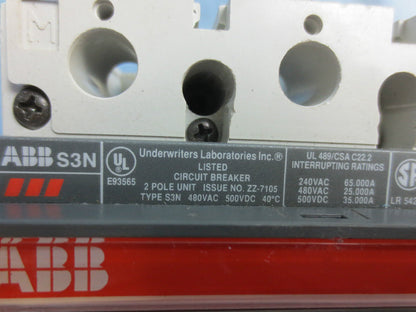 M
ABB S3N
UL
E93565
Underwriters Laboratories Inc.®
LISTED
CIRCUIT BREAKER
2 POLE UNIT ISSUE NO. ZZ-7105
TYPE S3N 480VAC 500VDC 40°C
UL 489/CSA C22.2
INTERRUPTING RATINGS
240VAC 65.000A
480VAC 25.000A
500VDC 35.000A
LR 542
ABB